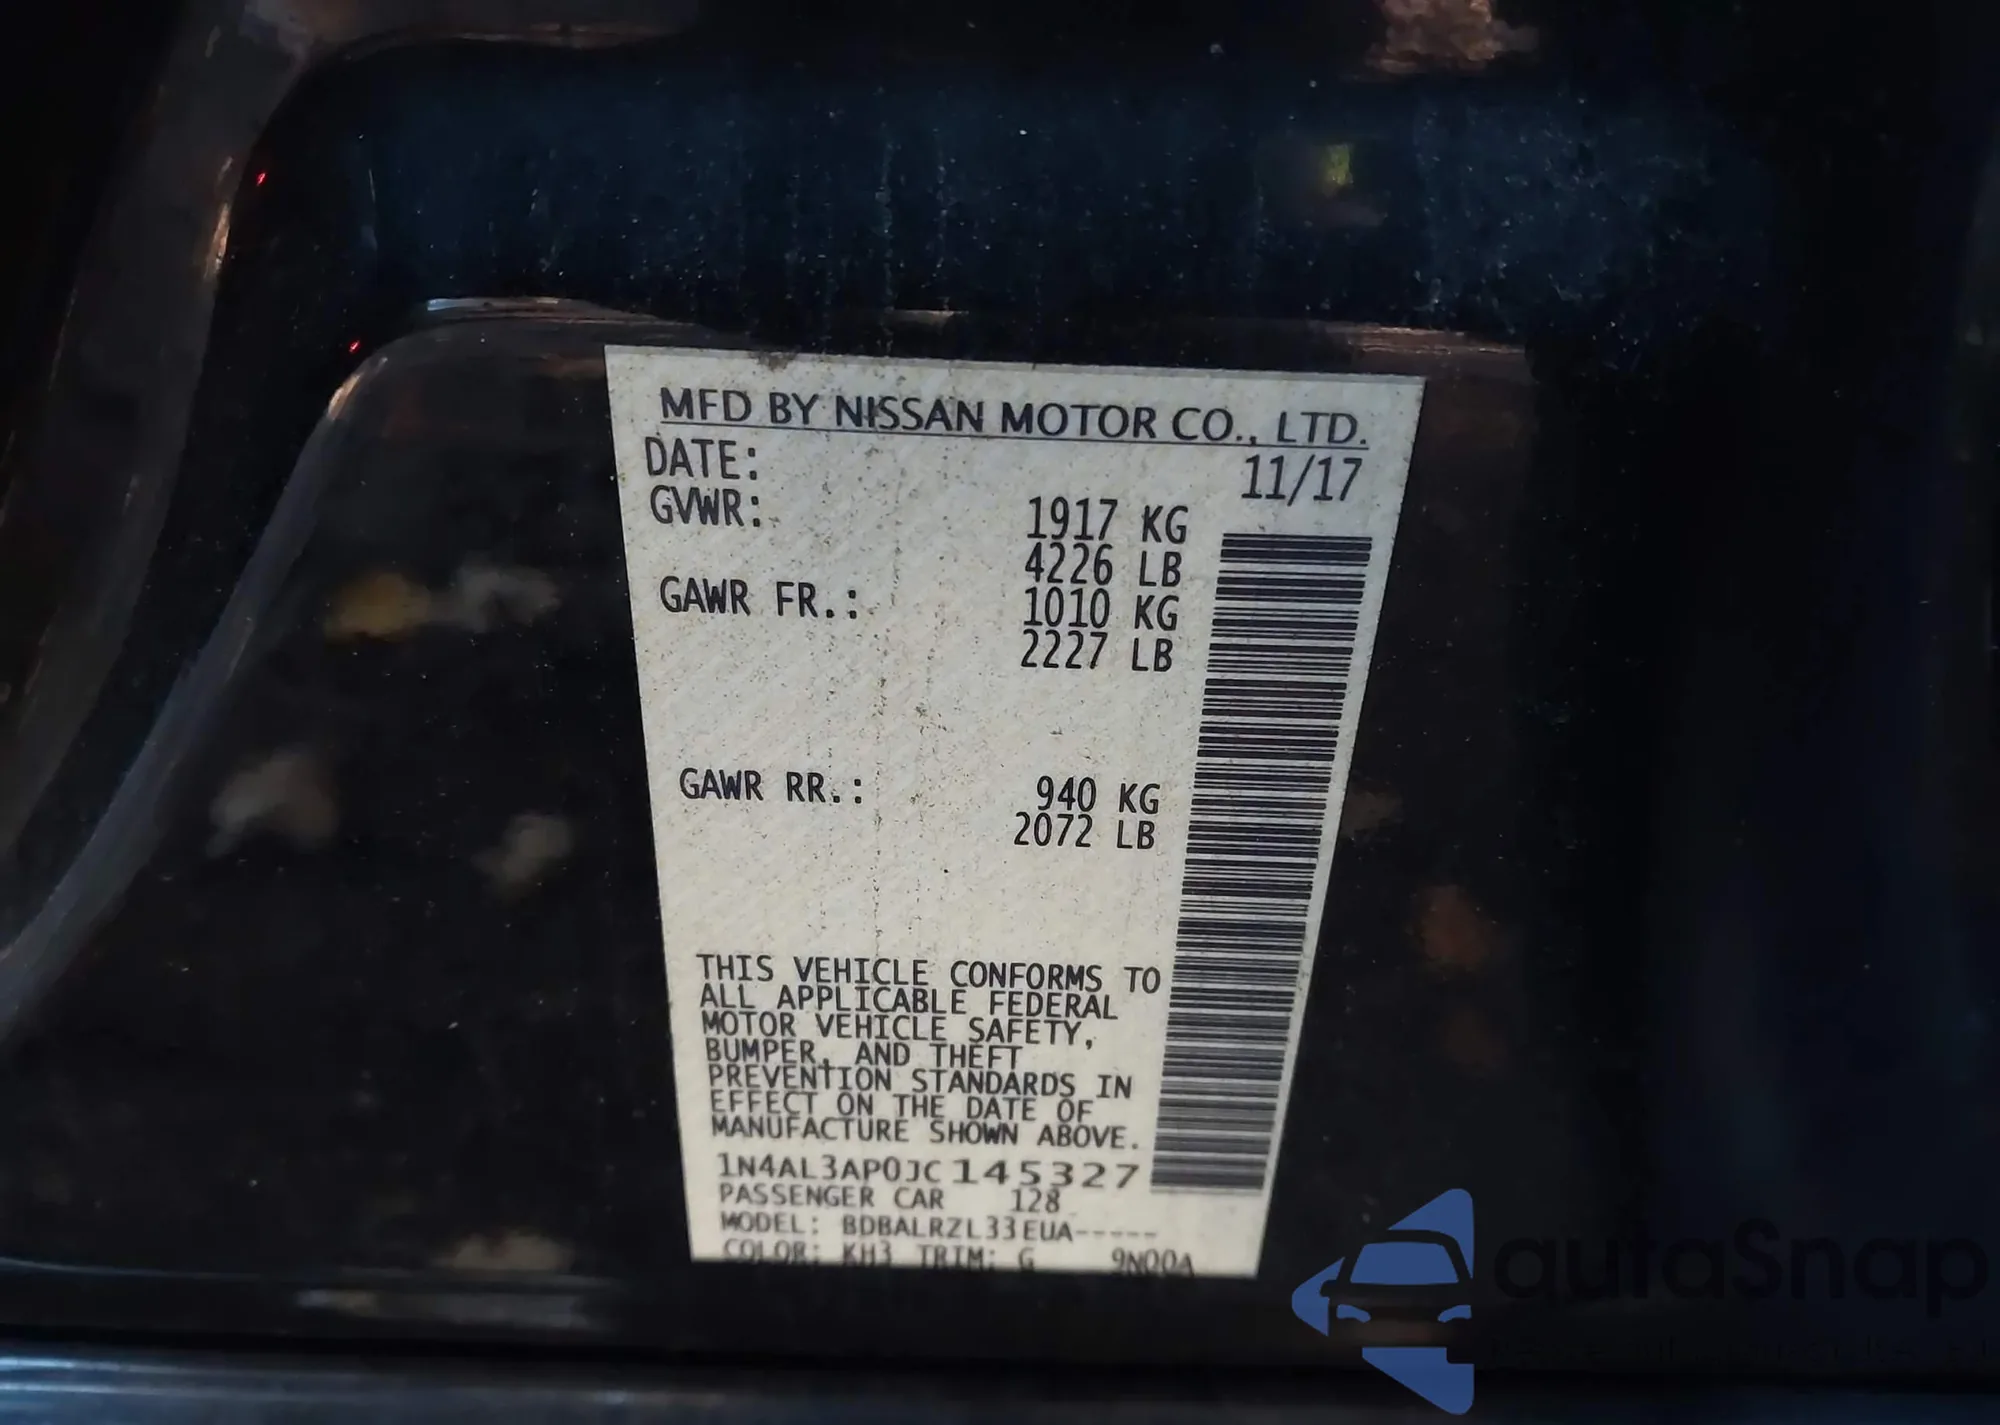 MFD BY NISSAN MOTOR CO., LTD.
DATE: 11/17
GVWR: 1917 KG
4226 LB
GAWR FR.: 1010 KG
2227 LB
GAWR RR.: 940 KG
2072 LB
THIS VEHICLE CONFORMS TO
ALL APPLICABLE FEDERAL
MOTOR VEHICLE SAFETY,
BUMPER, AND THEFT
PREVENTION STANDARDS IN
EFFECT ON THE DATE OF
MANUFACTURE SHOWN ABOVE.
1N4AL3AP0JC145327
PASSENGER CAR 128
MODEL: BDBALRZL33EUA-----
COLOR: KH3 TRIM: G 9N00A
autaSnap